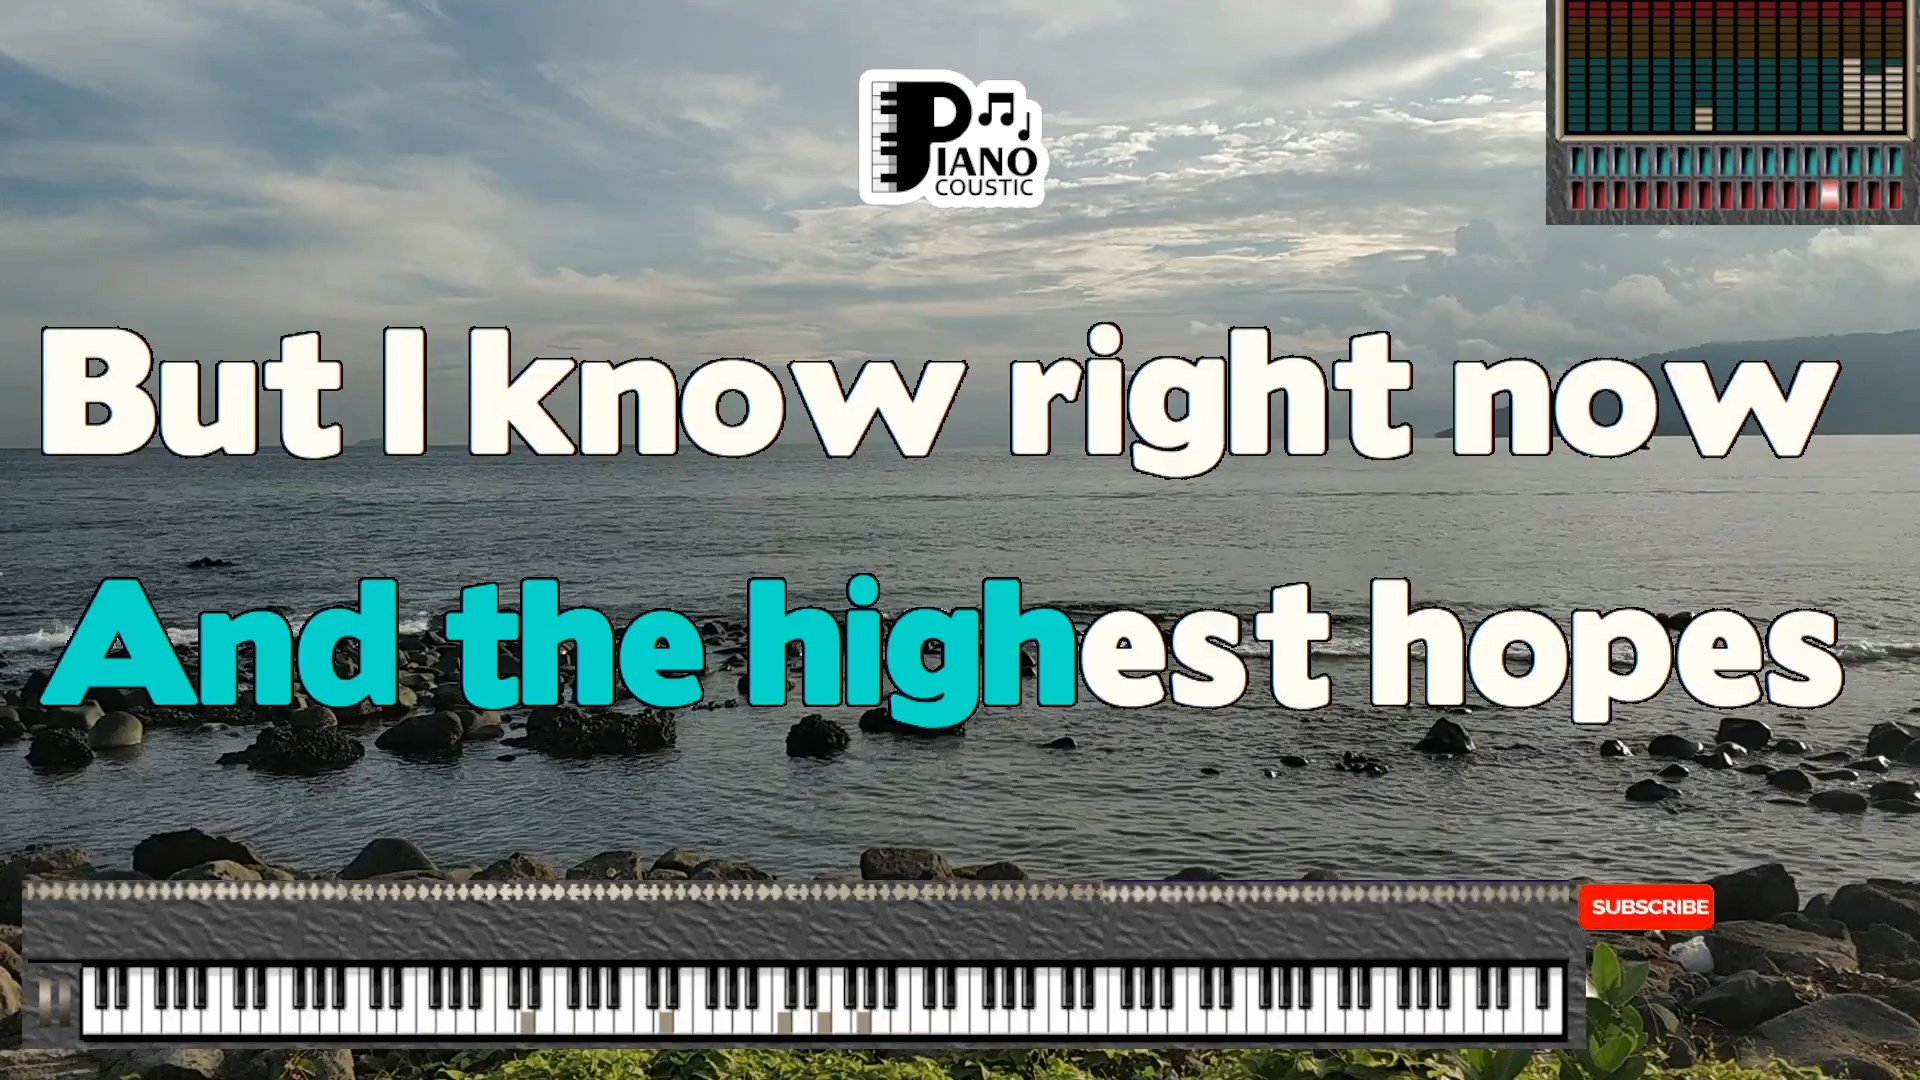 PIANO
COUSTIC
But I know right now
And the highest hopes
SUBSCRIBE